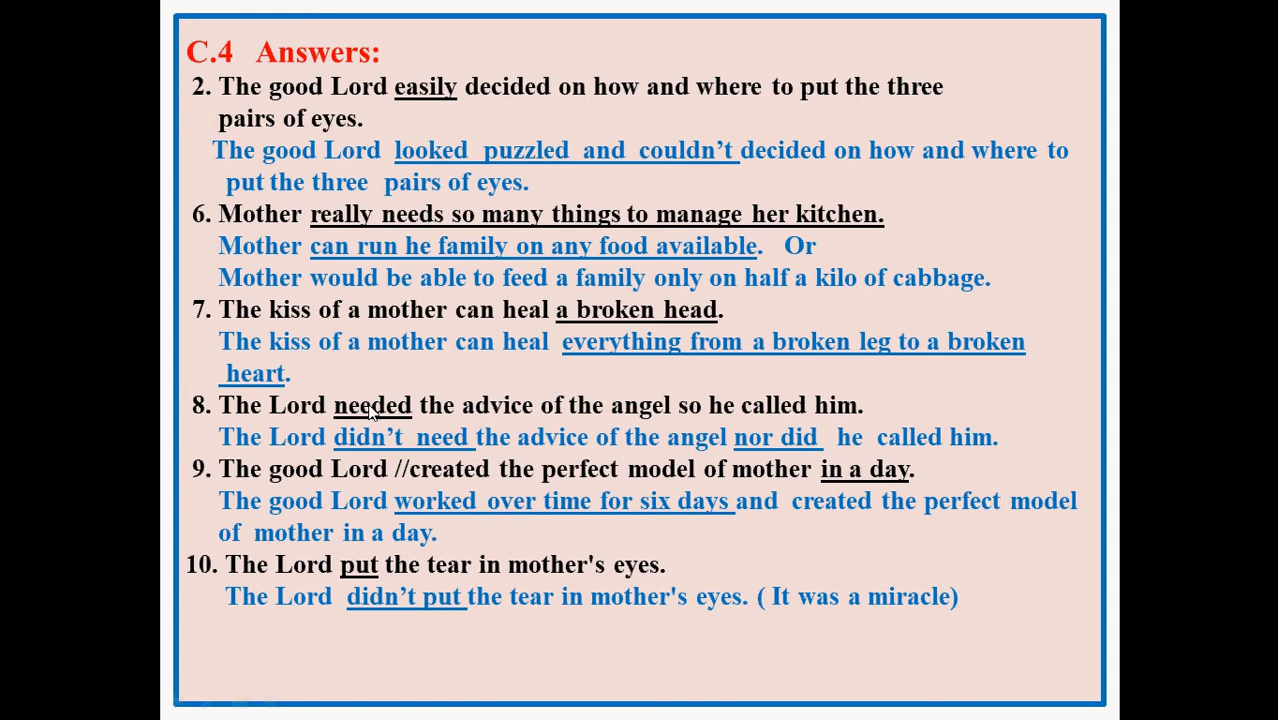 C.4 Answers:
2. The good Lord easily decided on how and where to put the three
pairs of eyes.
The good Lord looked puzzled and couldn't decided on how and where to
put the three pairs of eyes.
6. Mother really needs so many things to manage her kitchen.
Mother can run he family on any food available. Or
Mother would be able to feed a family only on half a kilo of cabbage.
7. The kiss of a mother can heal a broken head.
The kiss of a mother can heal everything from a broken leg to a broken
heart.
8. The Lord needed the advice of the angel so he called him.
The Lord didn't need the advice of the angel nor did he called him.
9. The good Lord //created the perfect model of mother in a day.
The good Lord worked over time for six days and created the perfect model
of mother in a day.
10. The Lord put the tear in mother's eyes.
The Lord didn't put the tear in mother's eyes. ( It was a miracle)